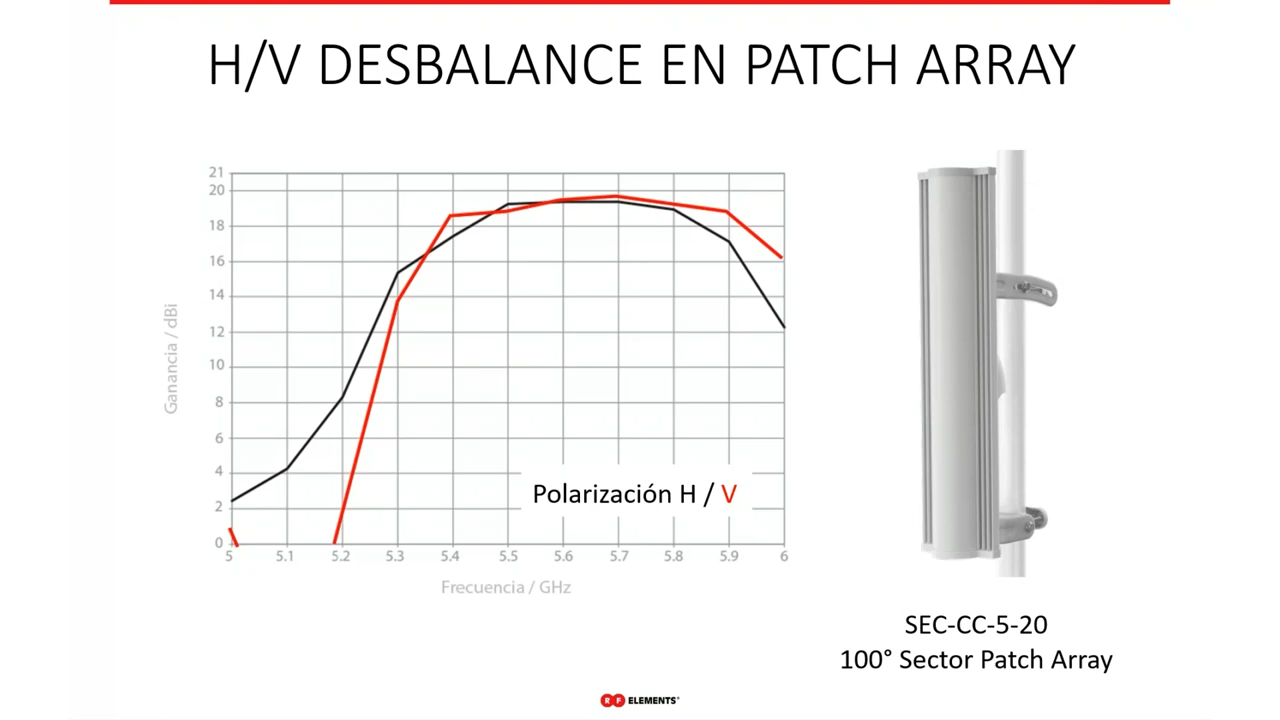 H/V DESBALANCE EN PATCH ARRAY
21
20
18
16
14
12
10
8
6
4
2
0
Ganancia / dBi
5 5.1 5.2 5.3 5.4 5.5 5.6 5.7 5.8 5.9 6
Frecuencia / GHz
Polarización H / V
SEC-CC-5-20
100° Sector Patch Array
RF ELEMENTS